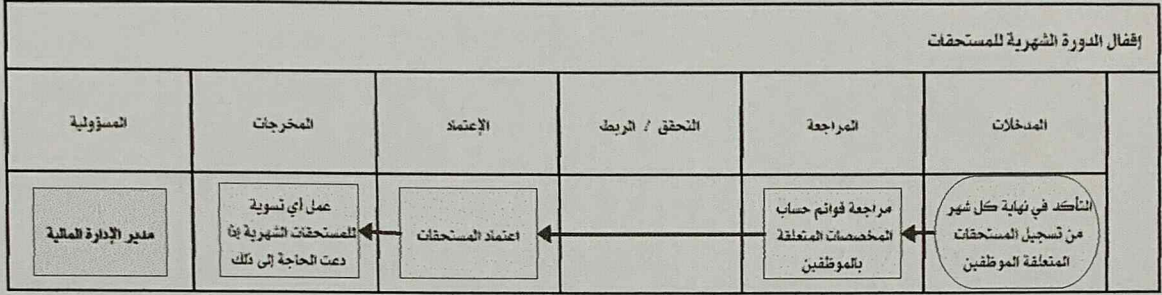 إقفال الدورة الشهرية للمستحقات
المدخلات
المراجعة
التحقق / الربط
الإعتماد
المخرجات
المسؤولية
التأكد في نهاية كل شهر
من تسجيل المستحقات
المتعلقة الموظفين
مراجعة قوائم حساب
المخصصات المتعلقة
بالموظفين
اعتماد المستحقات
عمل أي تسوية
للمستحقات الشهرية إذا
دعت الحاجة إلى ذلك
مدير الإدارة المالية